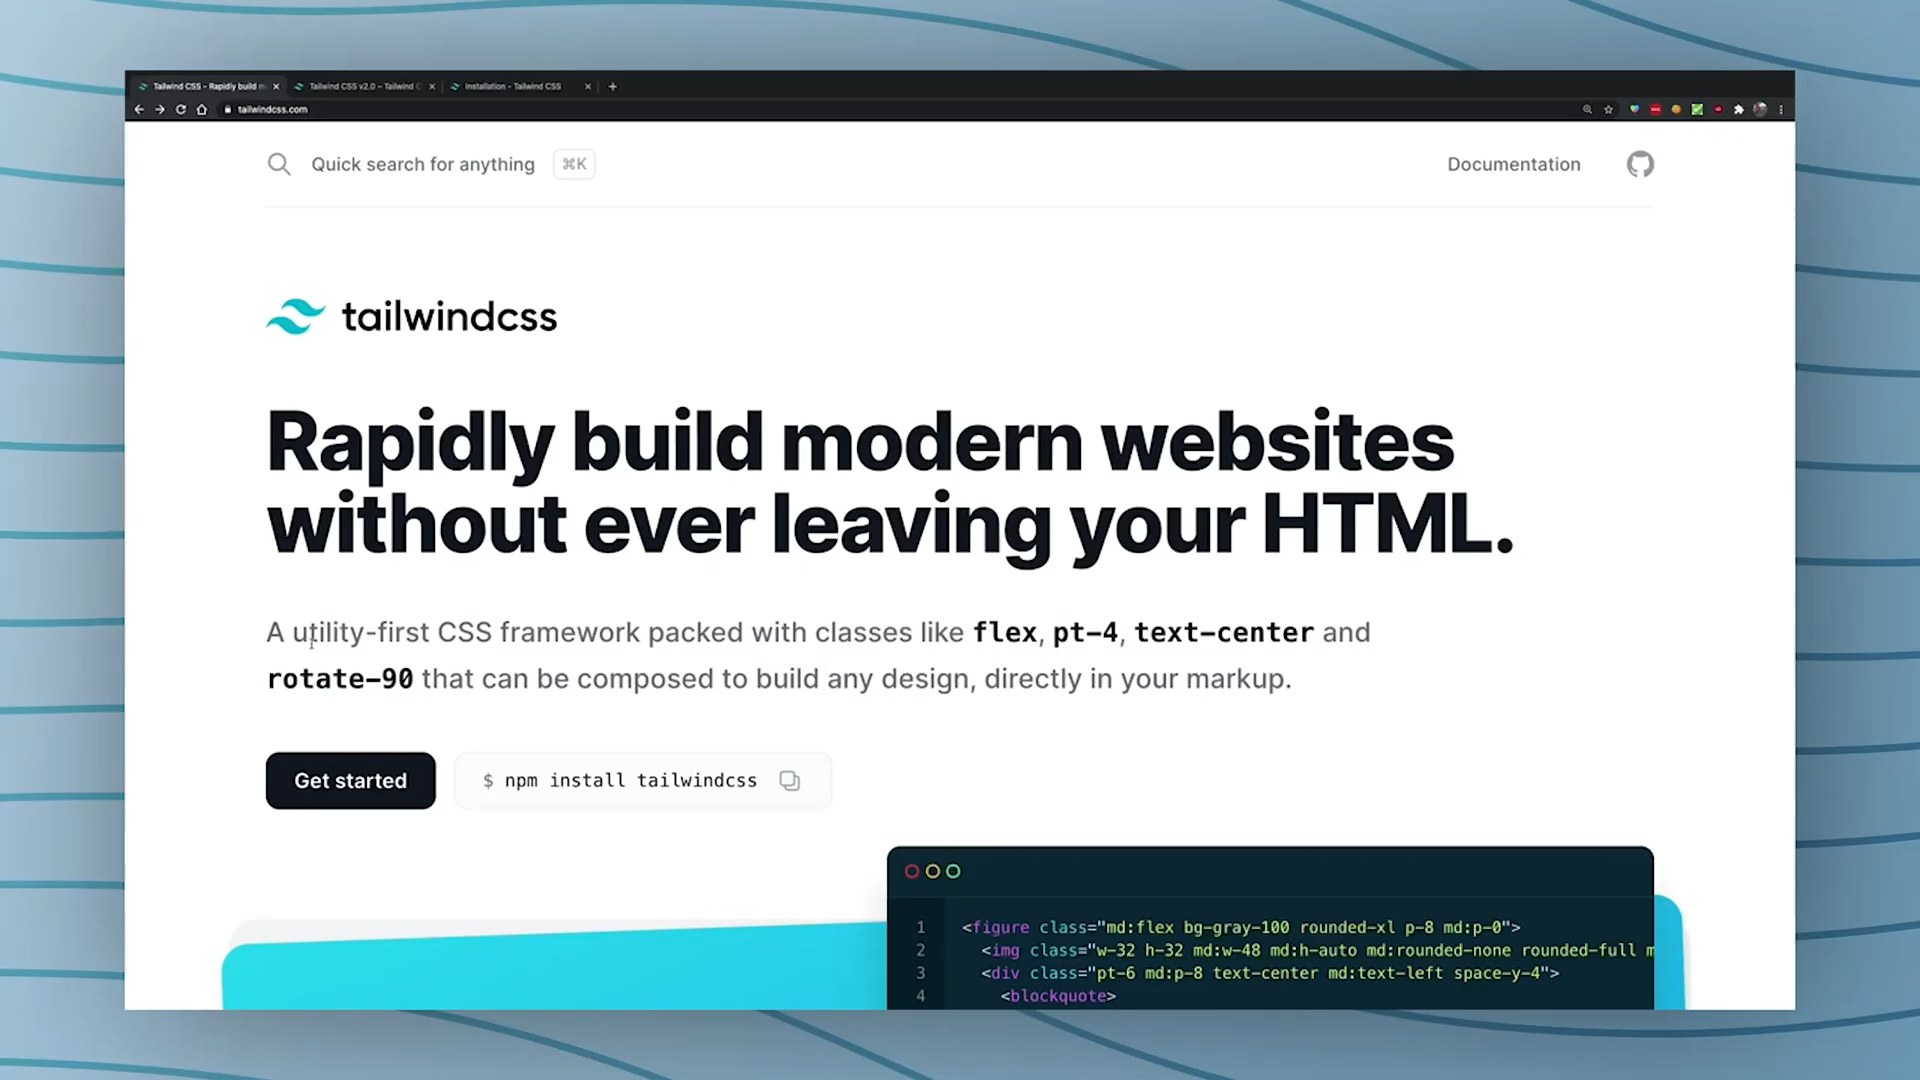 Tailwind CSS - Rapidly build m
Tailwind CSS v2.0 – Tailwind C
Installation - Tailwind CSS
tailwindcss.com
Quick search for anything ⌘K
Documentation
tailwindcss
Rapidly build modern websites
without ever leaving your HTML.
A utility-first CSS framework packed with classes like flex, pt-4, text-center and
rotate-90 that can be composed to build any design, directly in your markup.
Get started
$ npm install tailwindcss
1 <figure class="md:flex bg-gray-100 rounded-xl p-8 md:p-0">
2 <img class="w-32 h-32 md:w-48 md:h-auto md:rounded-none rounded-full m
3 <div class="pt-6 md:p-8 text-center md:text-left space-y-4">
4 <blockquote>